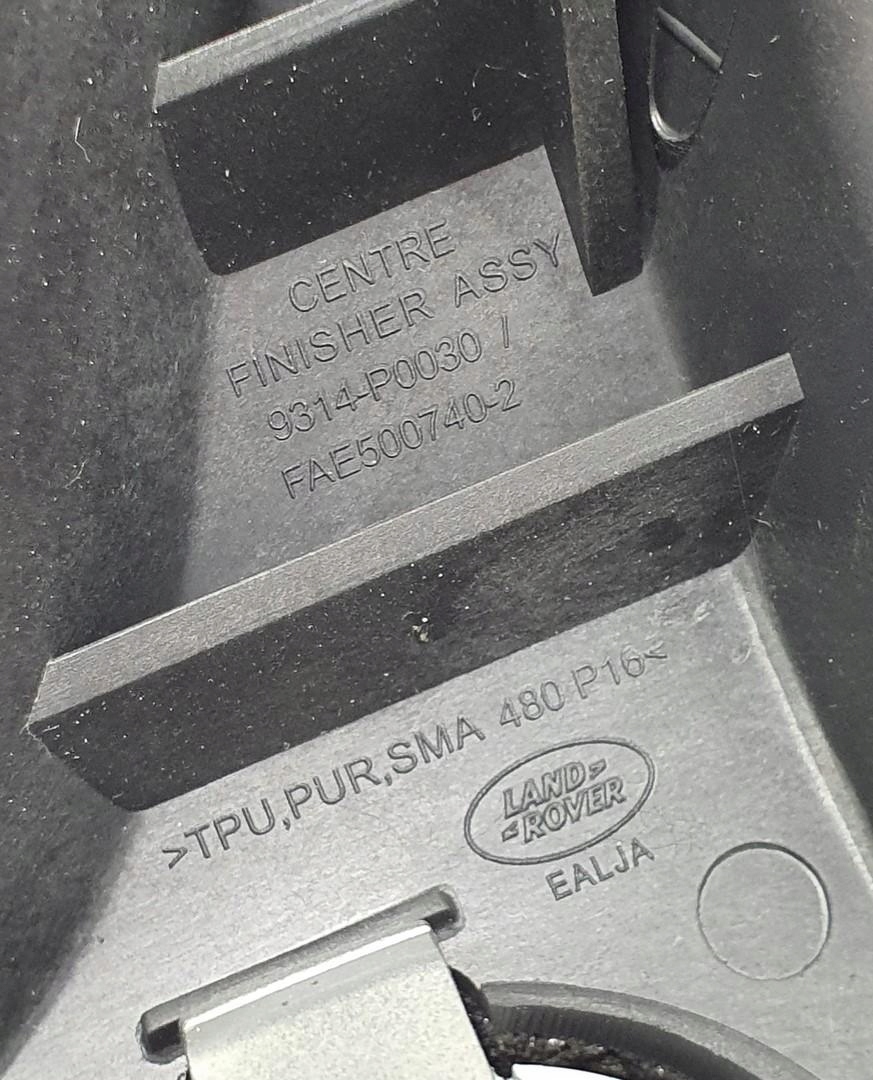 CENTRE
FINISHER ASSY
9314-P0030 /
FAE500740-2
>TPU,PUR,SMA 480 P16<
LAND
ROVER
EALJA